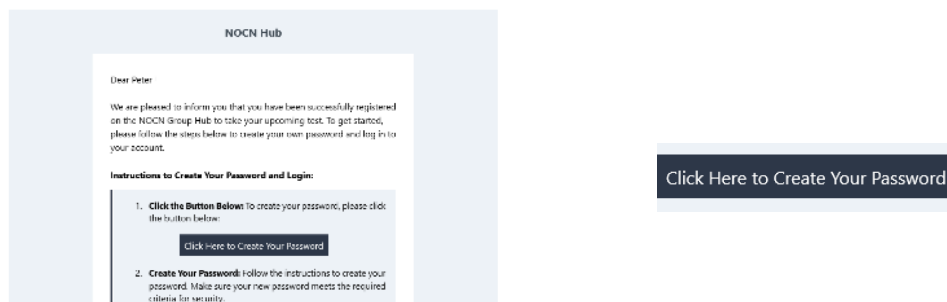 NOCN Hub
Dear Peter
We are pleased to inform you that you have been successfully registered
on the NOCN Group Hub to take your upcoming test. To get started,
please follow the steps below to create your own password and log in to
your account.
Instructions to Create Your Password and Login:
1. Click the Button Below: To create your password, please click
the button below:
Click Here to Create Your Password
2. Create Your Password: Follow the instructions to create your
password. Make sure your new password meets the required
criteria for security.
Click Here to Create Your Password